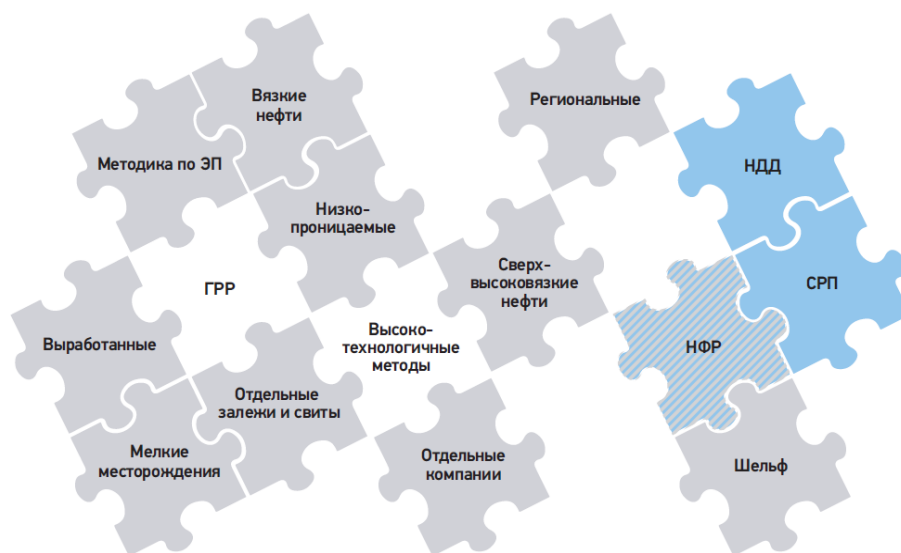 Вязкие
нефти
Региональные
Методика по ЭП
НДД
Низко-
проницаемые
Сверх-
высоковязкие
нефти
ГРР
СРП
Высоко-
технологичные
методы
Выработанные
НФР
Отдельные
залежи и свиты
Мелкие
месторождения
Отдельные
компании
Шельф